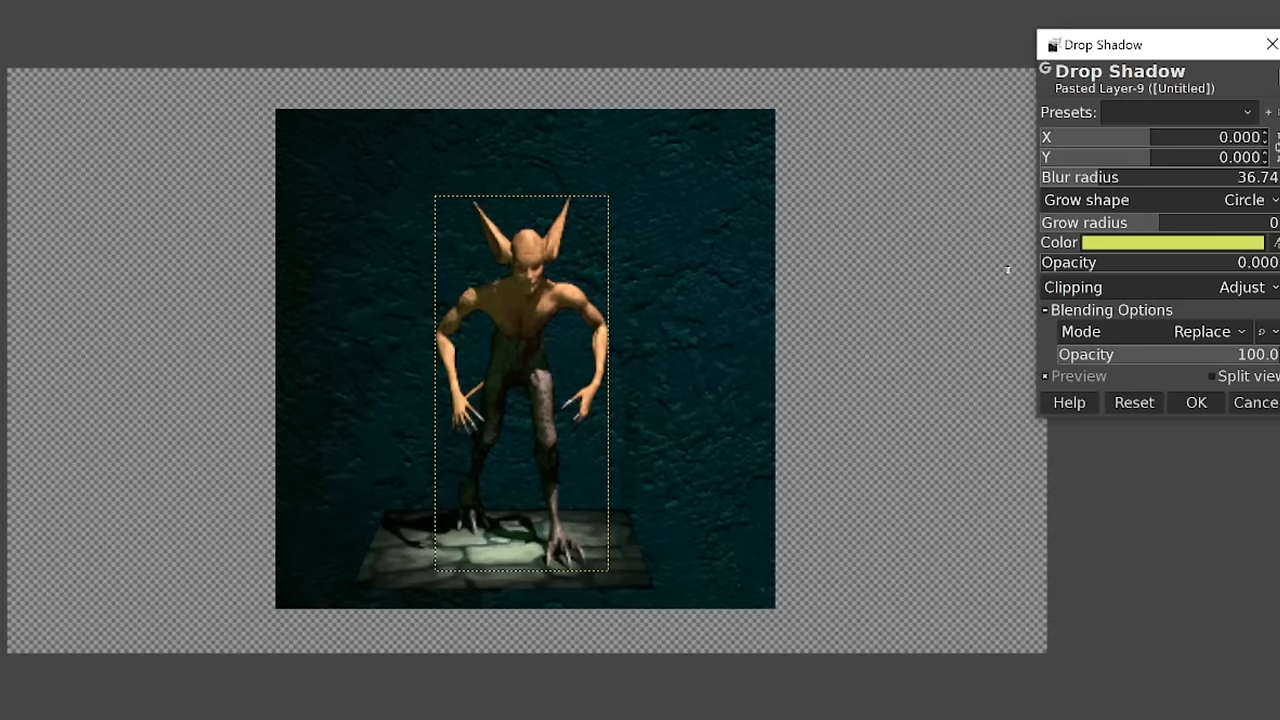 Drop Shadow
G Drop Shadow
Pasted Layer-9 ([Untitled])
Presets:
X 0.000
Y 0.000
Blur radius 36.74
Grow shape Circle
Grow radius 0
Color
Opacity 0.000
Clipping Adjust
Blending Options
Mode Replace
Opacity 100.0
Preview Split view
Help Reset OK Cance